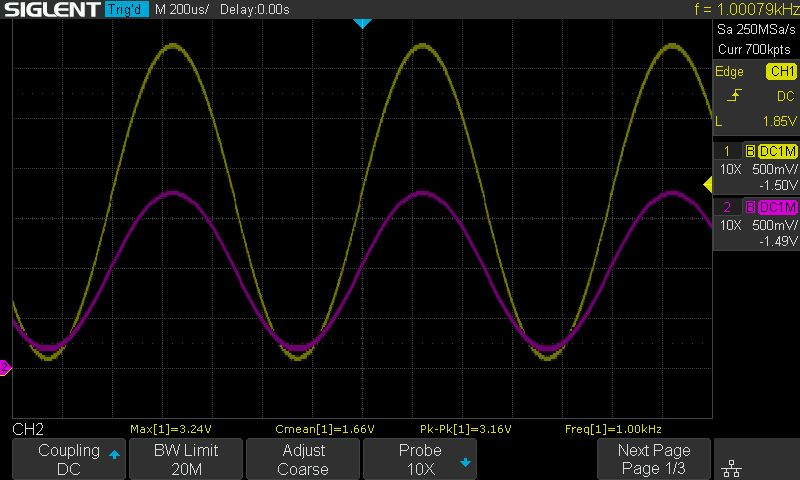 SIGLENT Trig'd M 200us/ Delay:0.00s f = 1.00079kHz
Sa 250MSa/s
Curr 700kpts
Edge CH1
DC
L 1.85V
1 B DC1M
10X 500mV/
-1.50V
2 B DC1M
10X 500mV/
-1.49V
2
CH2 Max[1]=3.24V Cmean[1]=1.66V Pk-Pk[1]=3.16V Freq[1]=1.00kHz
Coupling BW Limit Adjust Probe Next Page
DC 20M Coarse 10X Page 1/3